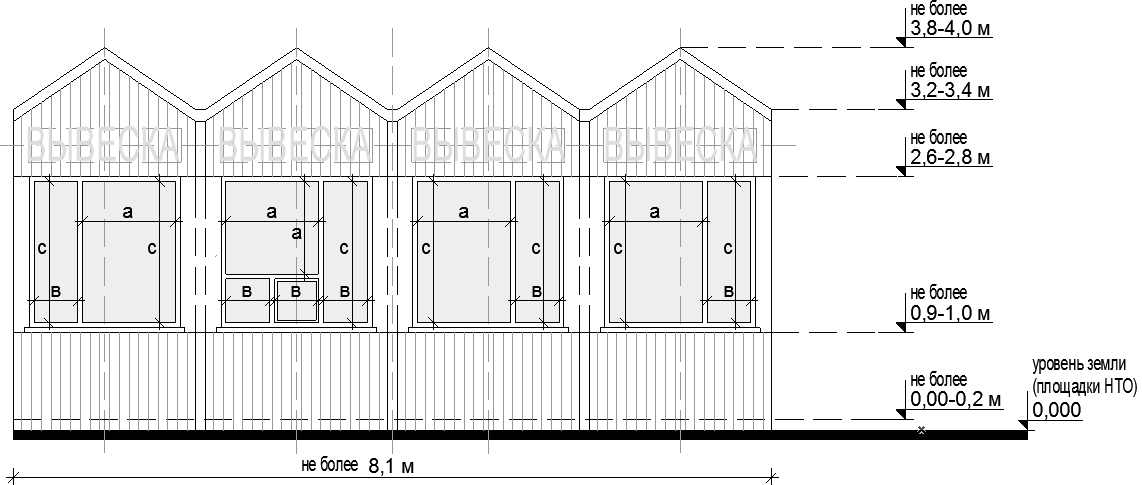 не более
3,8-4,0 м
не более
3,2-3,4 м
не более
2,6-2,8 м
ВЫВЕСКА ВЫВЕСКА ВЫВЕСКА ВЫВЕСКА
а а а а
а
с с с с с с с
в в в в в в
не более
0,9-1,0 м
уровень земли
(площадки НТО)
0,000
не более
0,00-0,2 м
не более 8,1 м